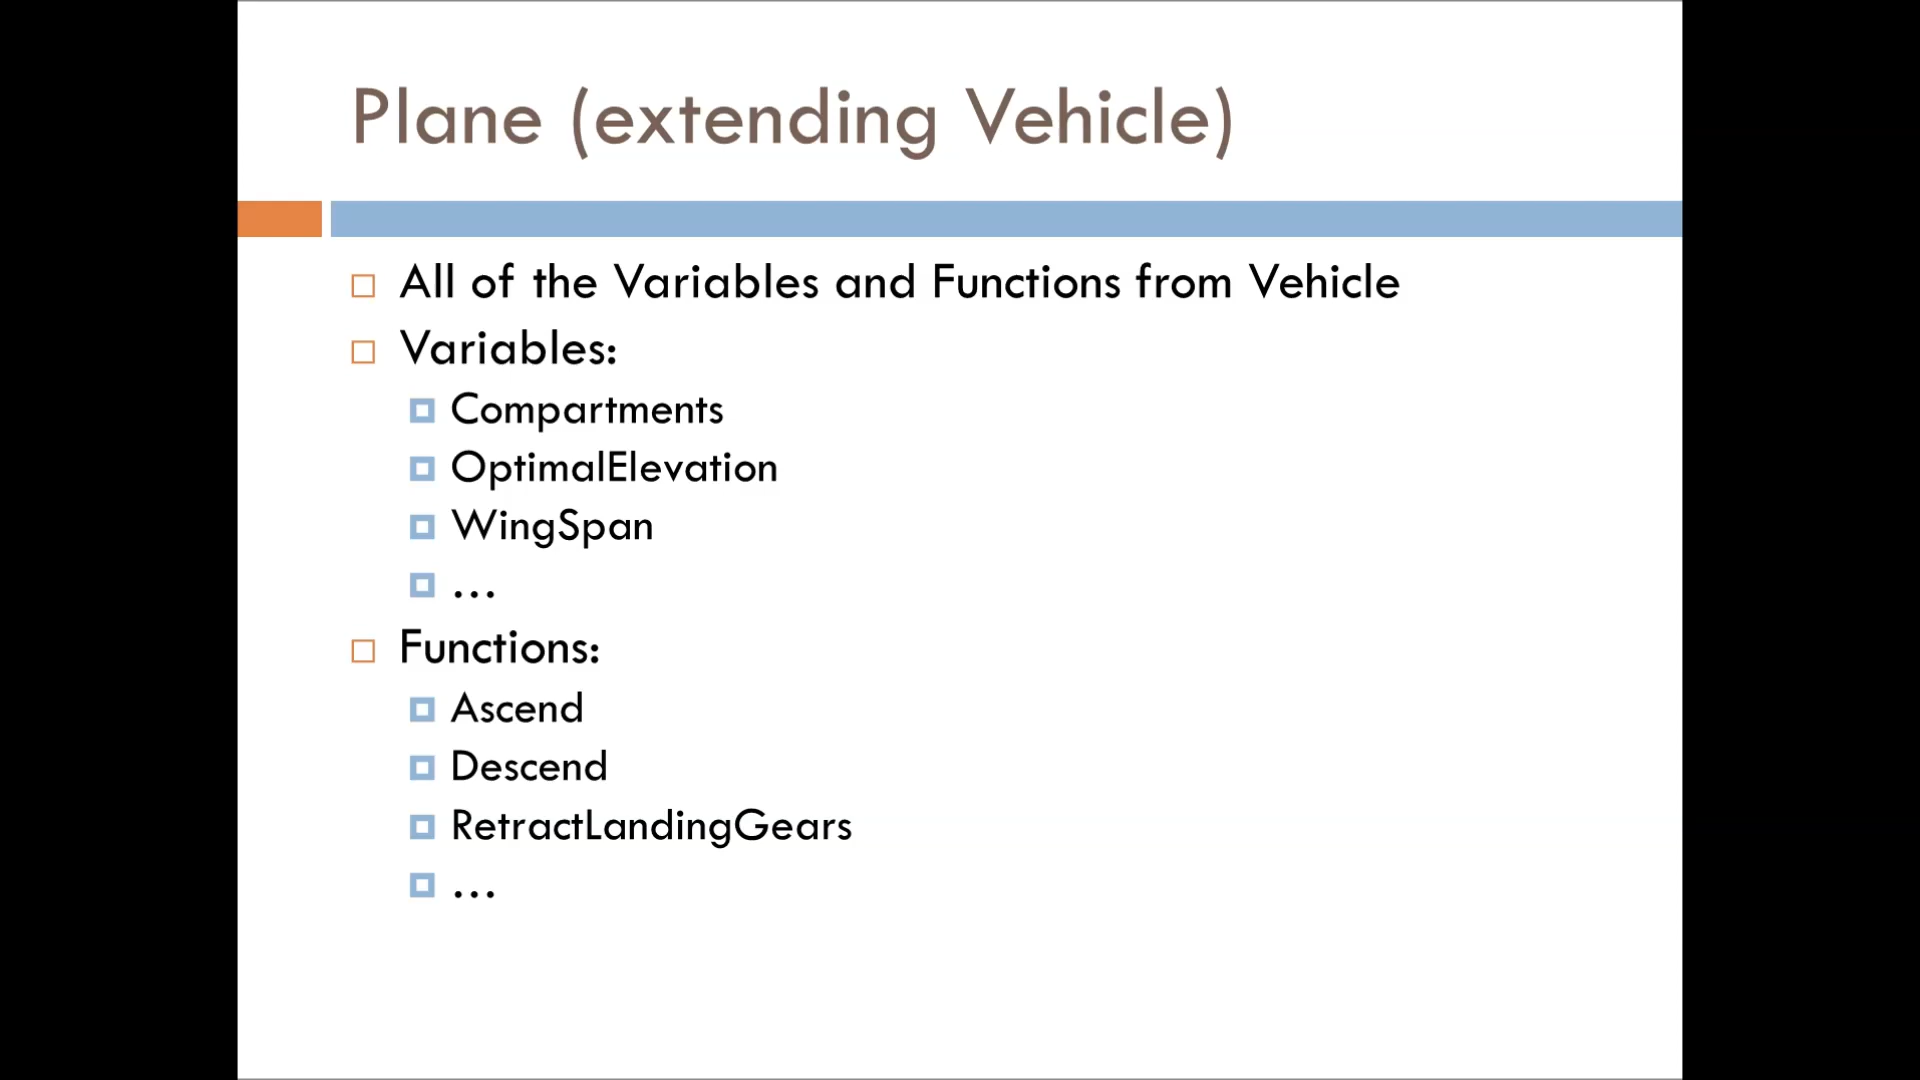 Plane (extending Vehicle)
All of the Variables and Functions from Vehicle
Variables:
Compartments
OptimalElevation
WingSpan
...
Functions:
Ascend
Descend
RetractLandingGears
...